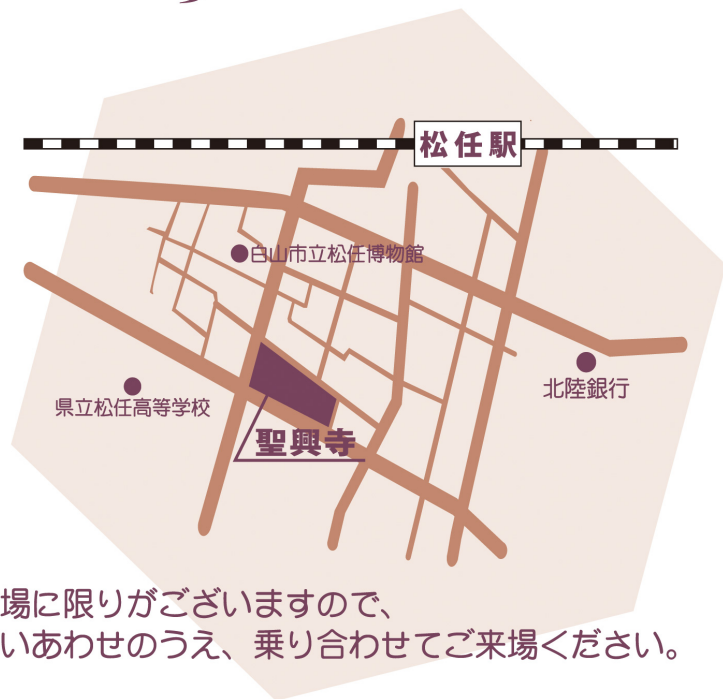 松任駅
白山市立松任博物館
北陸銀行
県立松任高等学校
聖興寺
場に限りがございますので、
いあわせのうえ、乗り合わせてご来場ください。